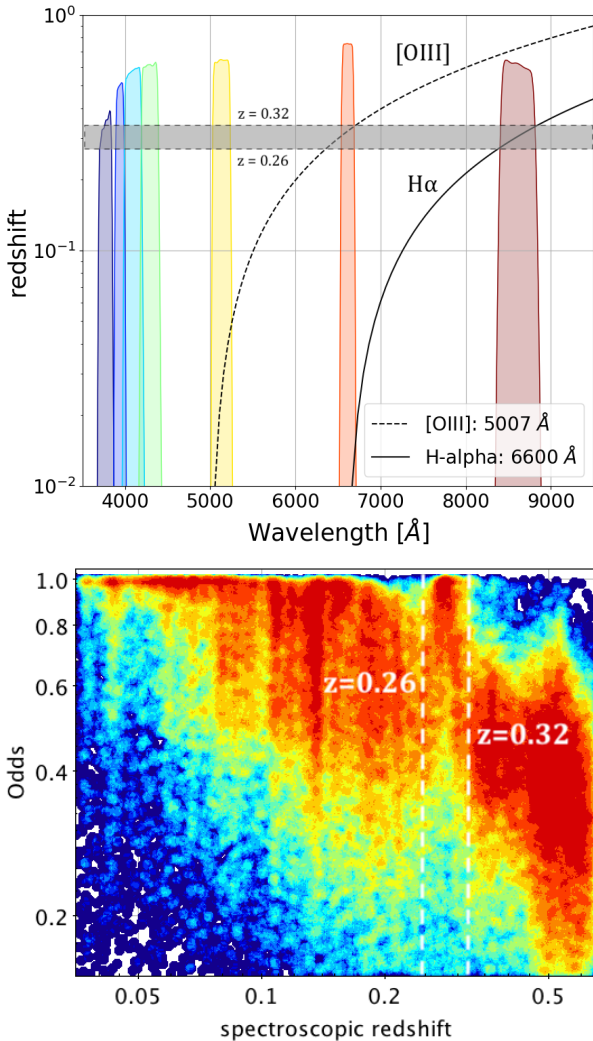 10⁰
[OIII]
z = 0.32
z = 0.26
Hα
10⁻¹
redshift
[OIII]: 5007 Å
H-alpha: 6600 Å
10⁻²
4000 5000 6000 7000 8000 9000
Wavelength [Å]
1.0
0.8
0.6
z=0.26
z=0.32
0.4
Odds
0.2
0.05 0.1 0.2 0.5
spectroscopic redshift